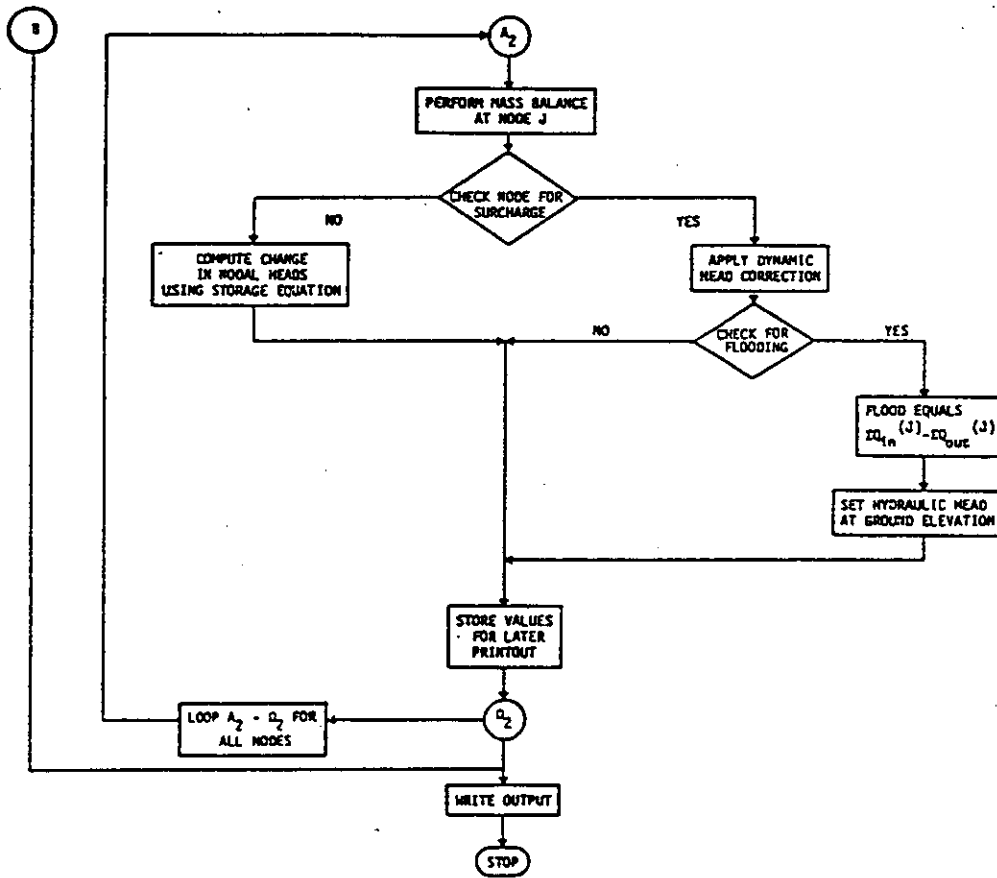 B
A2
PERFORM MASS BALANCE
AT NODE J
CHECK NODE FOR
SURCHARGE
NO
YES
COMPUTE CHANGE
IN NODAL HEADS
USING STORAGE EQUATION
APPLY DYNAMIC
HEAD CORRECTION
NO
CHECK FOR
FLOODING
YES
FLOOD EQUALS
ΣQin(J)-ΣQout(J)
SET HYDRAULIC HEAD
AT GROUND ELEVATION
STORE VALUES
FOR LATER
PRINTOUT
LOOP A2 - Ω2 FOR
ALL NODES
Ω2
WRITE OUTPUT
STOP